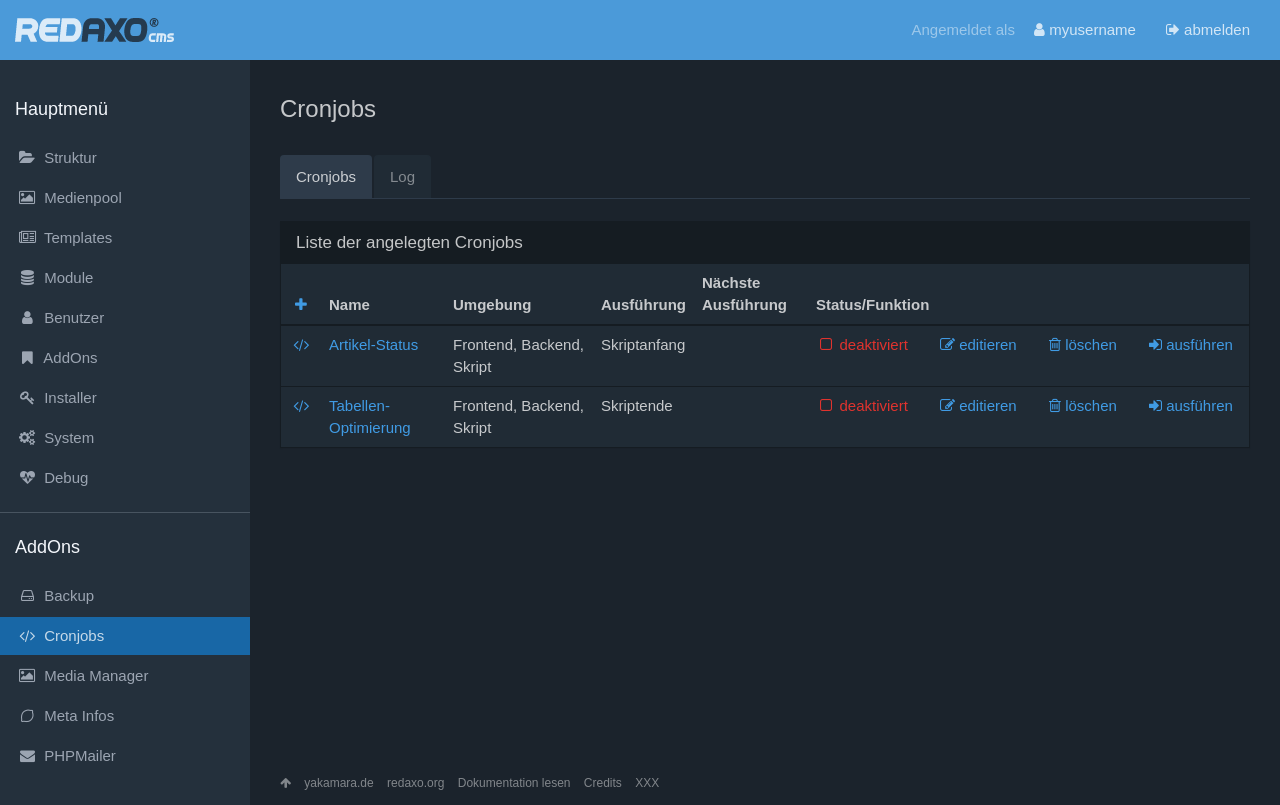 REDAXO® cms
Angemeldet als myusername abmelden
Hauptmenü
Struktur
Medienpool
Templates
Module
Benutzer
AddOns
Installer
System
Debug
AddOns
Backup
Cronjobs
Media Manager
Meta Infos
PHPMailer
Cronjobs
Cronjobs Log
Liste der angelegten Cronjobs
Name Umgebung Ausführung Nächste Ausführung Status/Funktion
Artikel-Status Frontend, Backend, Skriptanfang deaktiviert editieren löschen ausführen
Skript
Tabellen- Frontend, Backend, Skriptende deaktiviert editieren löschen ausführen
Optimierung Skript
yakamara.de redaxo.org Dokumentation lesen Credits XXX